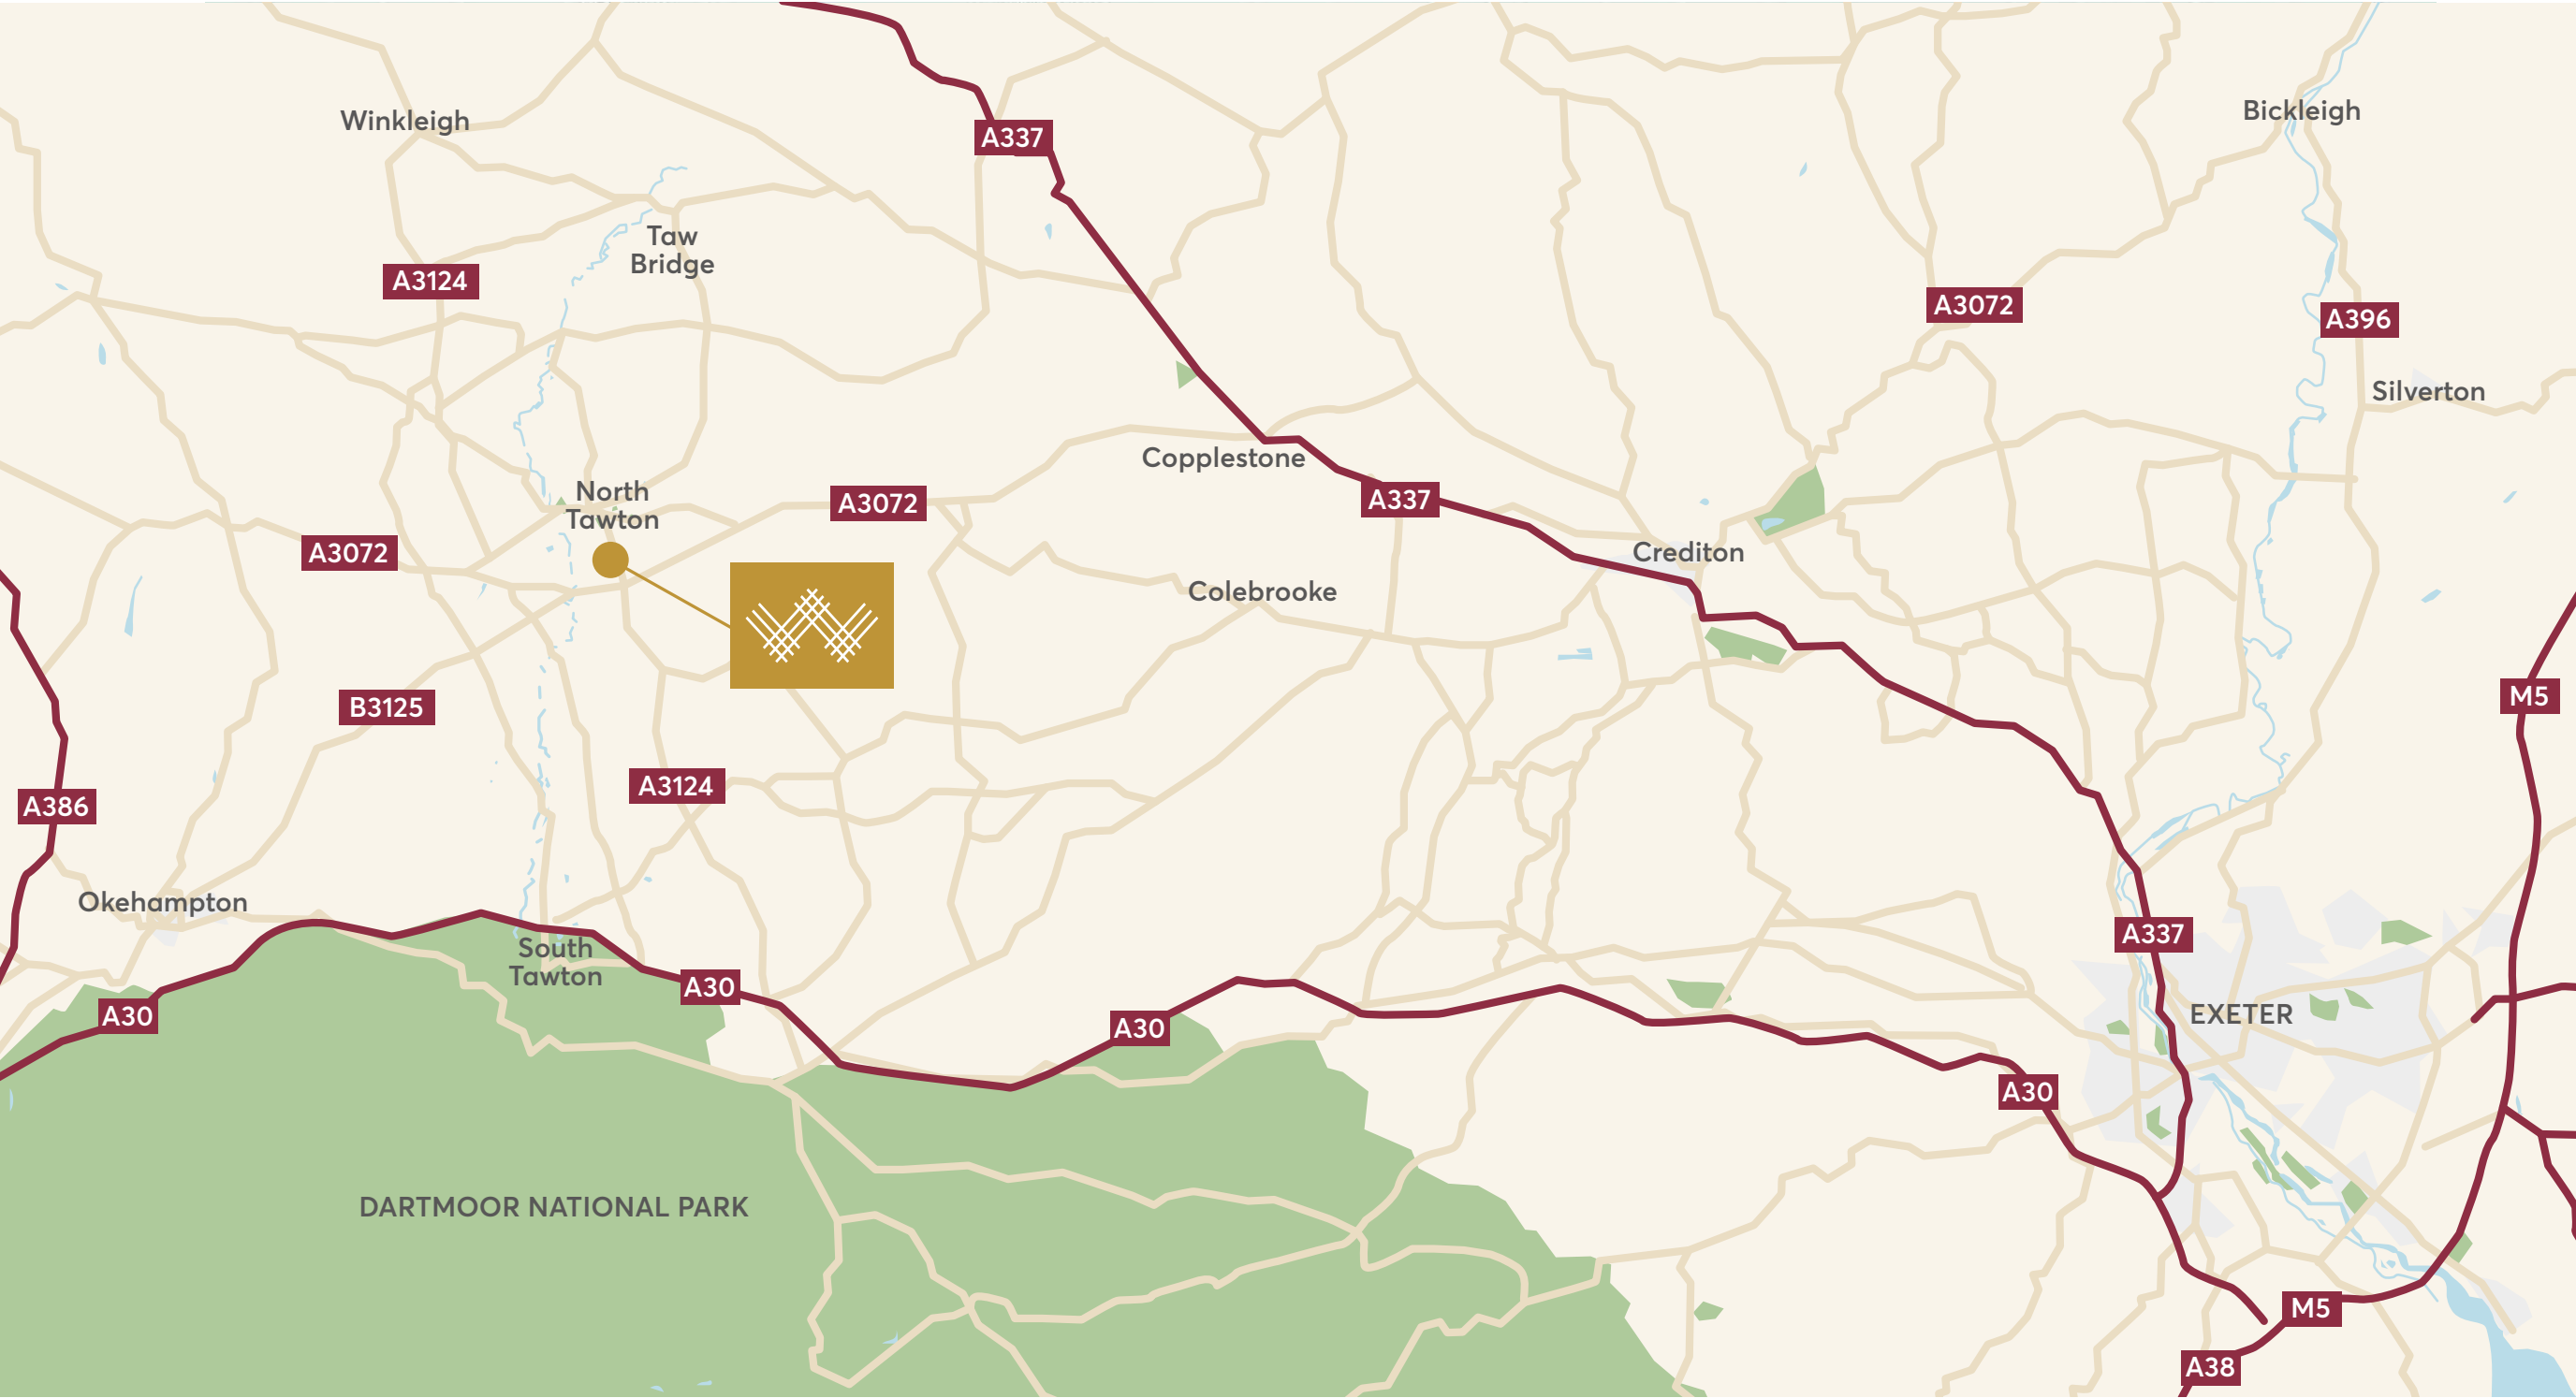 Bickleigh
Winkleigh
A337
Taw
Bridge
A3124
A3072
A396
Silverton
Copplestone
North
Tawton
A3072
A337
A3072
Crediton
Colebrooke
M5
B3125
A3124
A386
Okehampton
A337
South
Tawton
A30
A30
EXETER
A30
A30
DARTMOOR NATIONAL PARK
M5
A38